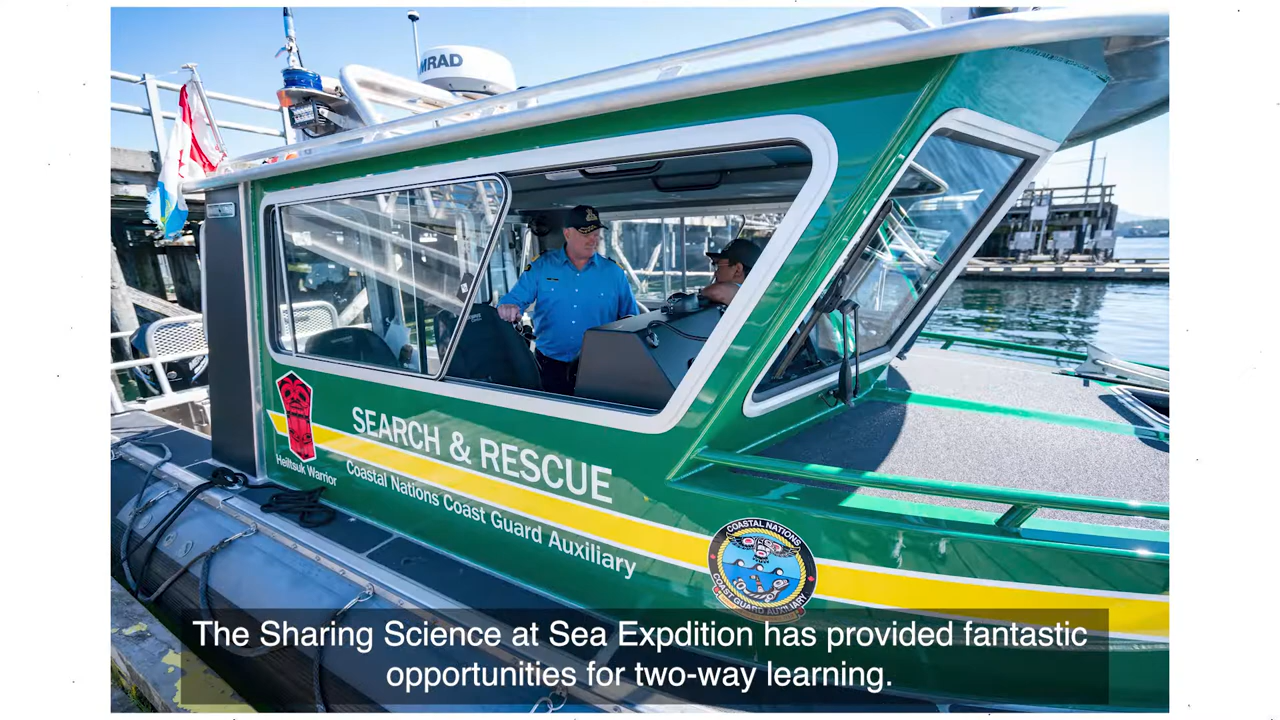 MRAD
SEARCH & RESCUE
Heiltsuk Warrior
Coastal Nations Coast Guard Auxiliary
COASTAL NATIONS
COAST GUARD AUXILIARY
The Sharing Science at Sea Expdition has provided fantastic
opportunities for two-way learning.